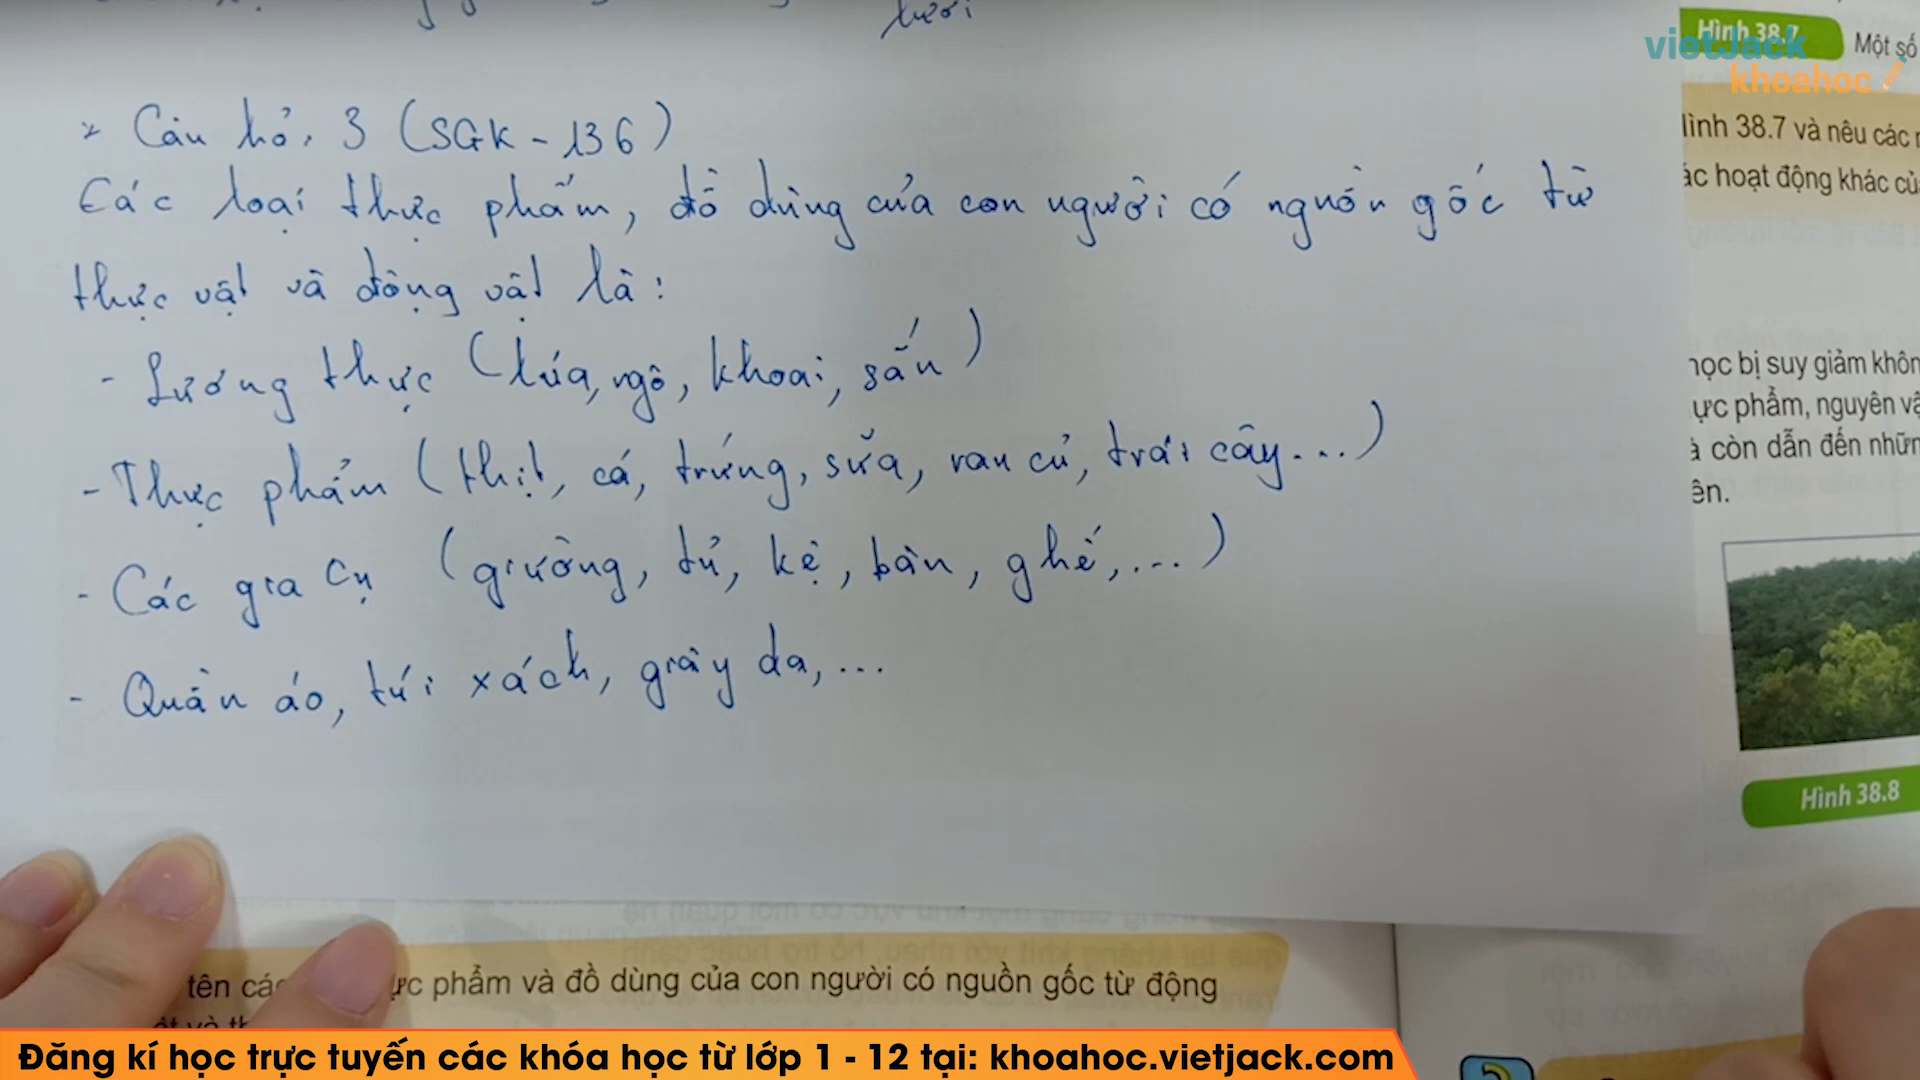 lười
* Câu hỏi 3 (SGK - 136)
Các loại thực phẩm, đồ dùng của con người có nguồn gốc từ
thực vật và động vật là:
- Lương thực (lúa, ngô, khoai, sắn)
- Thực phẩm (thịt, cá, trứng, sữa, rau củ, trái cây...)
- Các gia cụ (giường, tủ, kệ, bàn, ghế,...)
- Quần áo, túi xách, giày da,...
Hình 38.7 Một số
vietJack
khoahoc
Hình 38.7 và nêu các
ác hoạt động khác củ
học bị suy giảm khôn
ực phẩm, nguyên vậ
à còn dẫn đến nhữn
ên.
Hình 38.8
tên các ực phẩm và đồ dùng của con người có nguồn gốc từ động
Đăng kí học trực tuyến các khóa học từ lớp 1 - 12 tại: khoahoc.vietjack.com